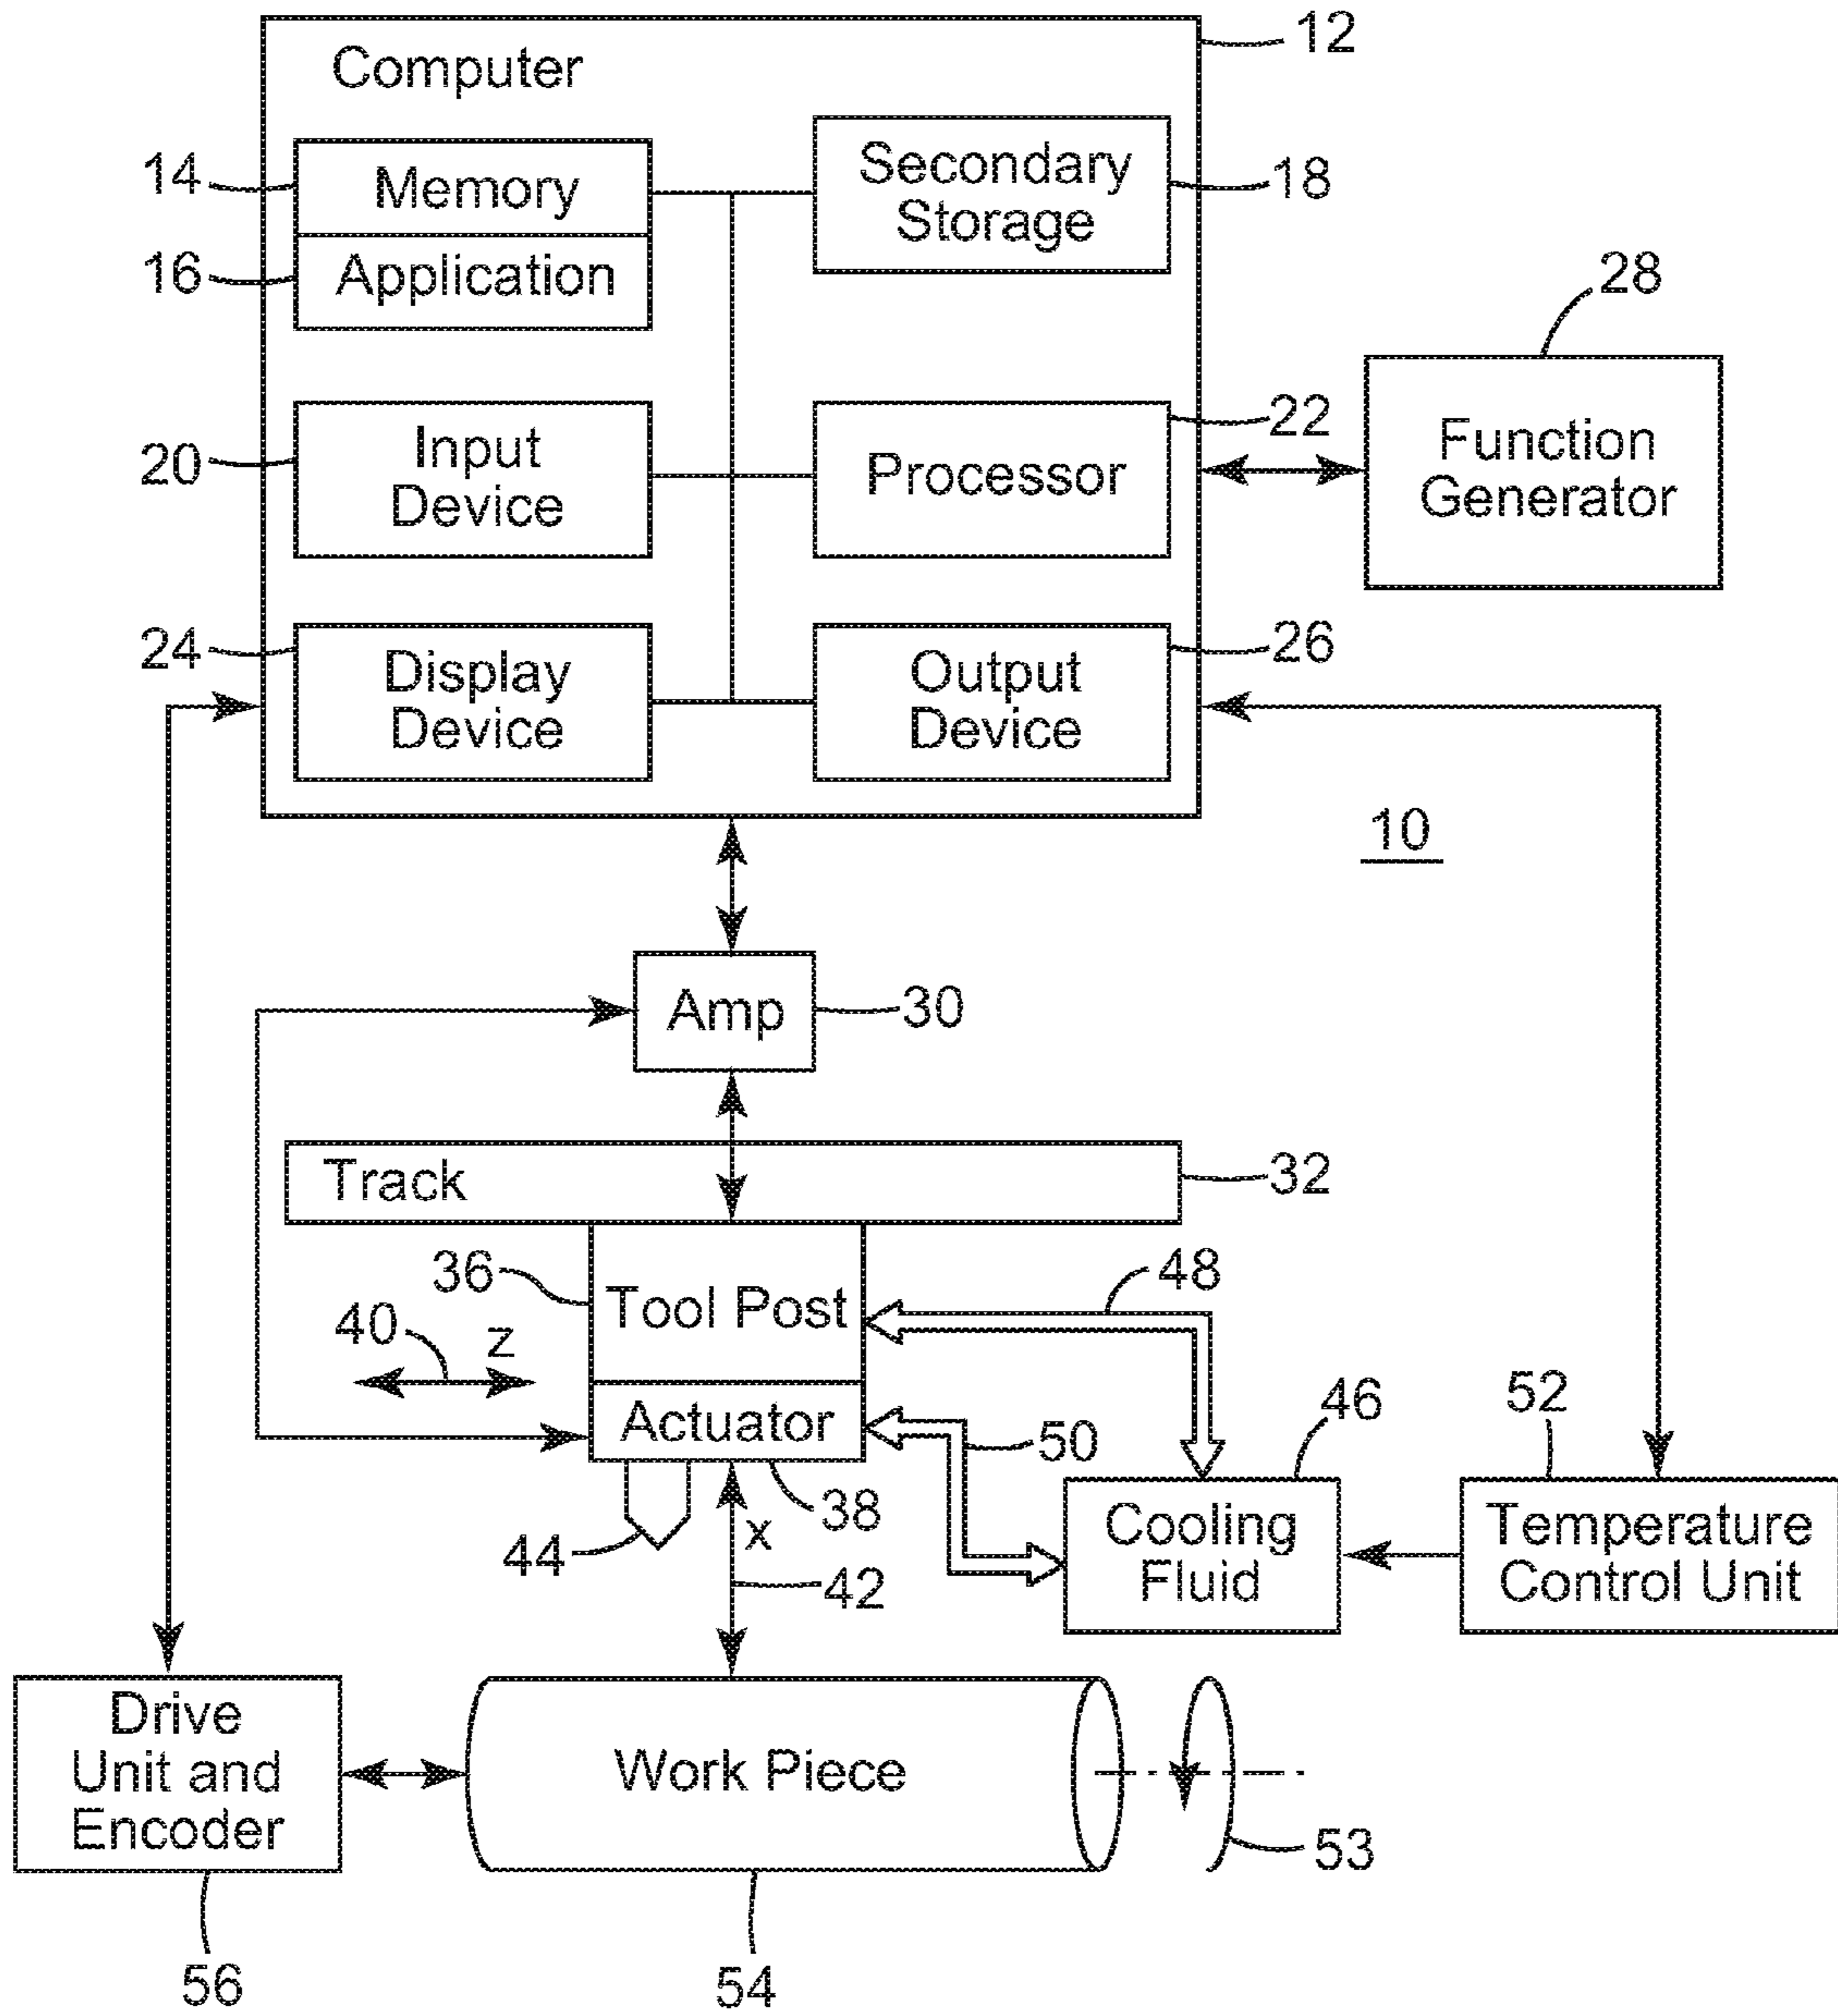 12
Computer
14
Memory
Secondary
Storage
18
16
Application
28
20
Input
Device
Processor
22
Function
Generator
24
Display
Device
Output
Device
26
10
Amp
30
Track
32
36
Tool Post
48
40
z
Actuator
38
50
46
52
44
x
42
Cooling
Fluid
Temperature
Control Unit
Drive
Unit and
Encoder
Work Piece
53
56
54